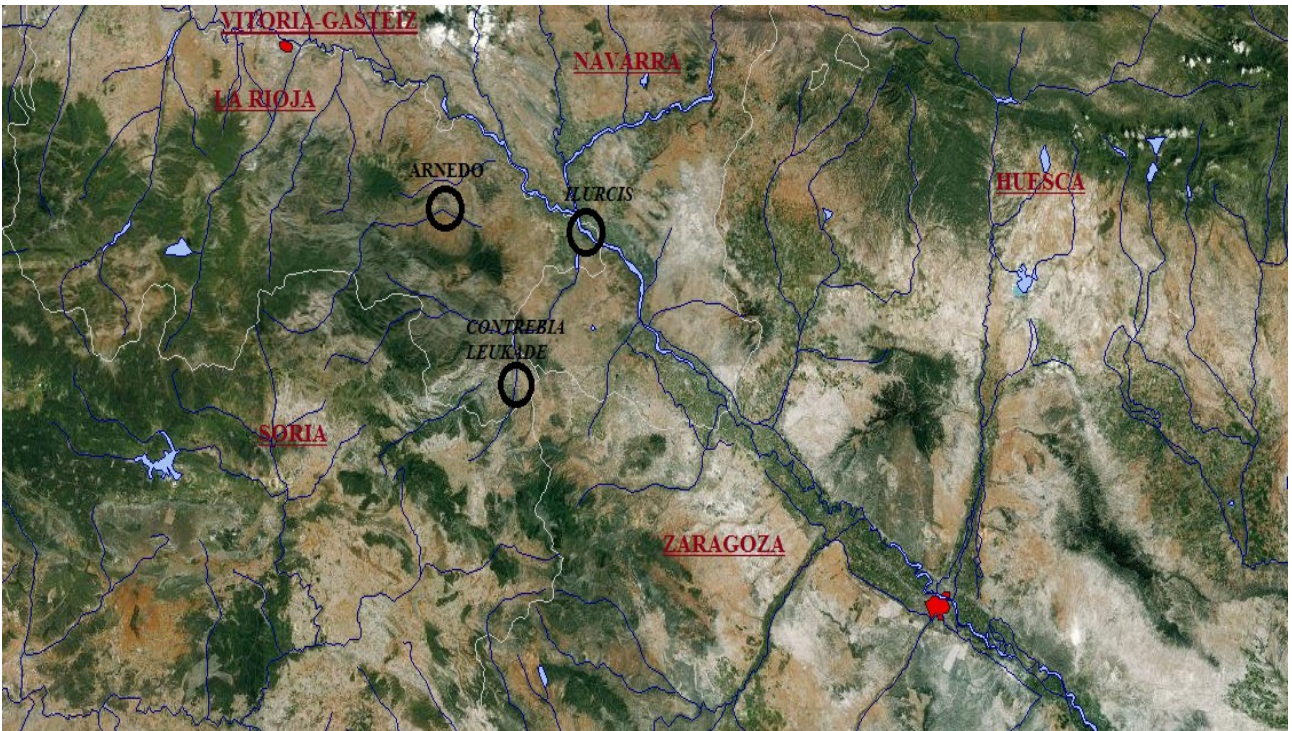 VITORIA-GASTEIZ
NAVARRA
LA RIOJA
ARNEDO
ILURCIS
HUESCA
CONTREBIA
LEUKADE
SORIA
ZARAGOZA